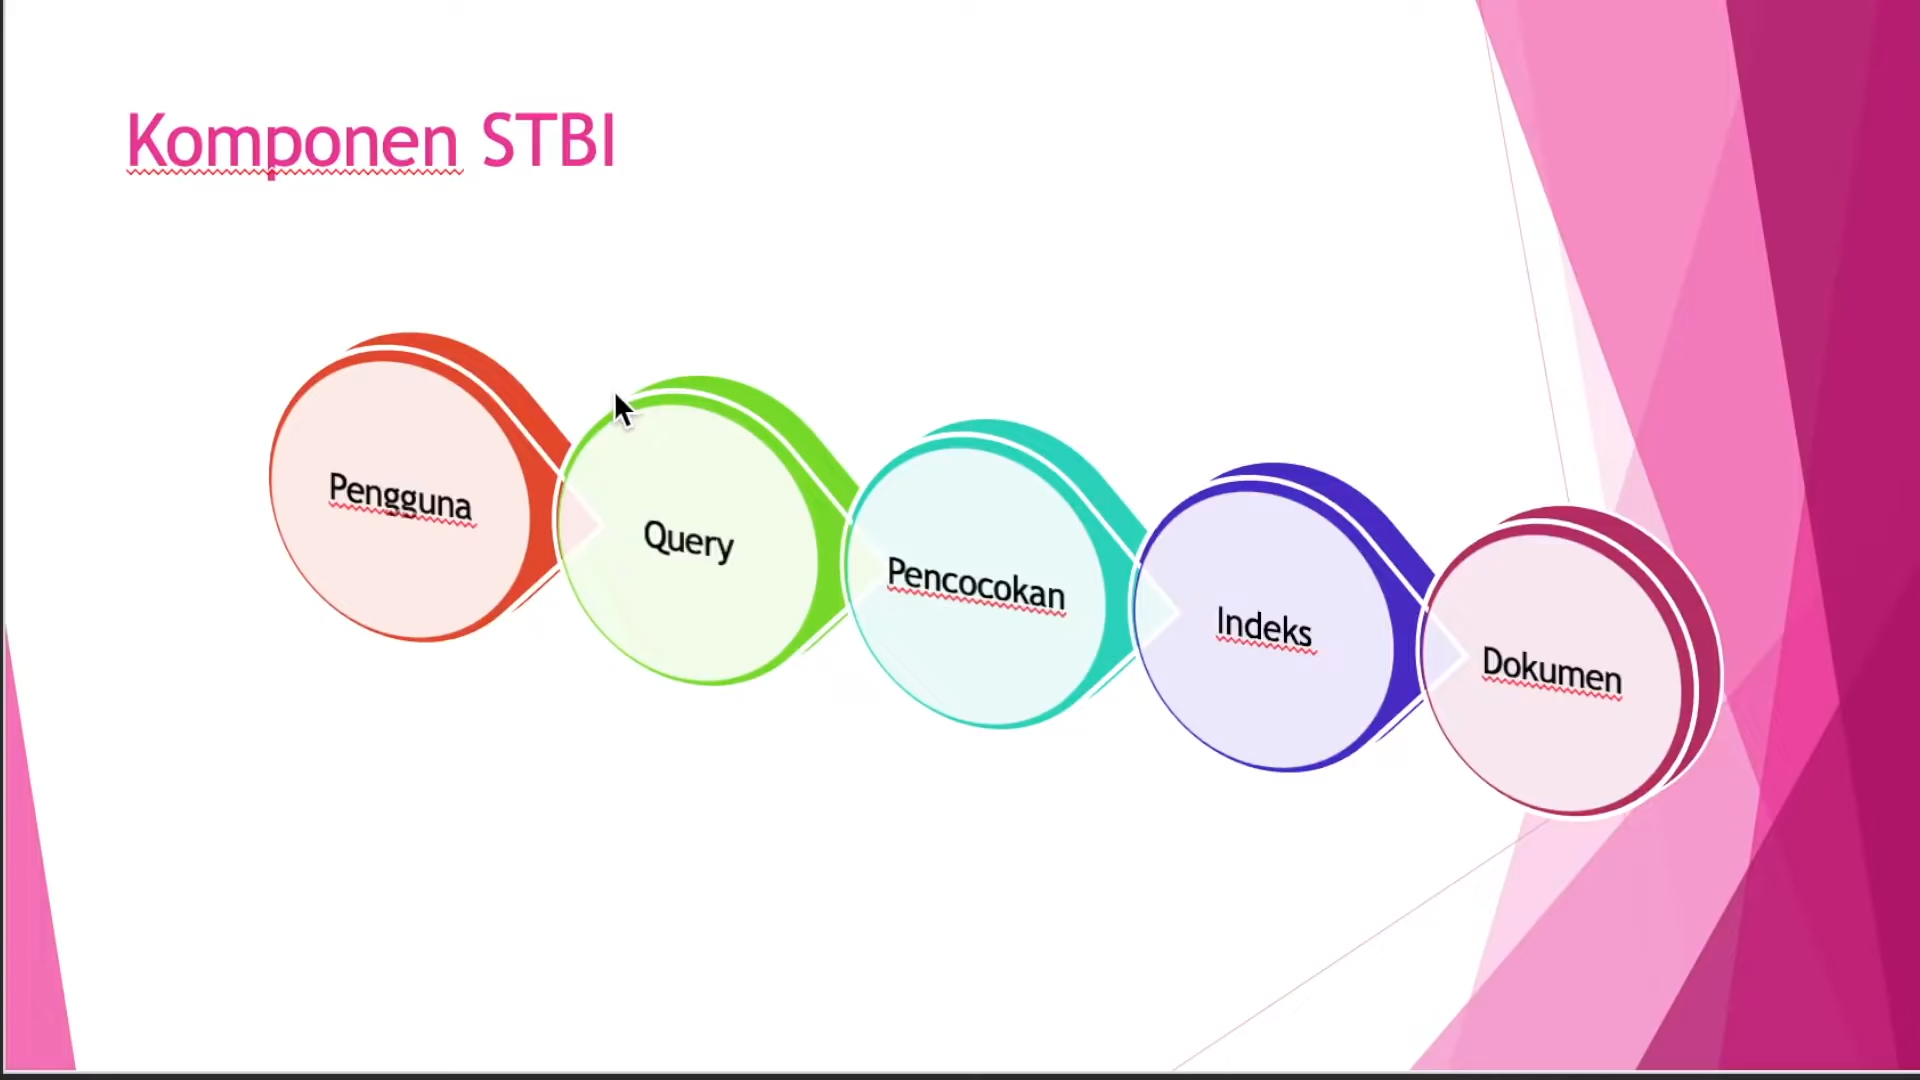 Komponen STBI
Pengguna
Query
Pencocokan
Indeks
Dokumen